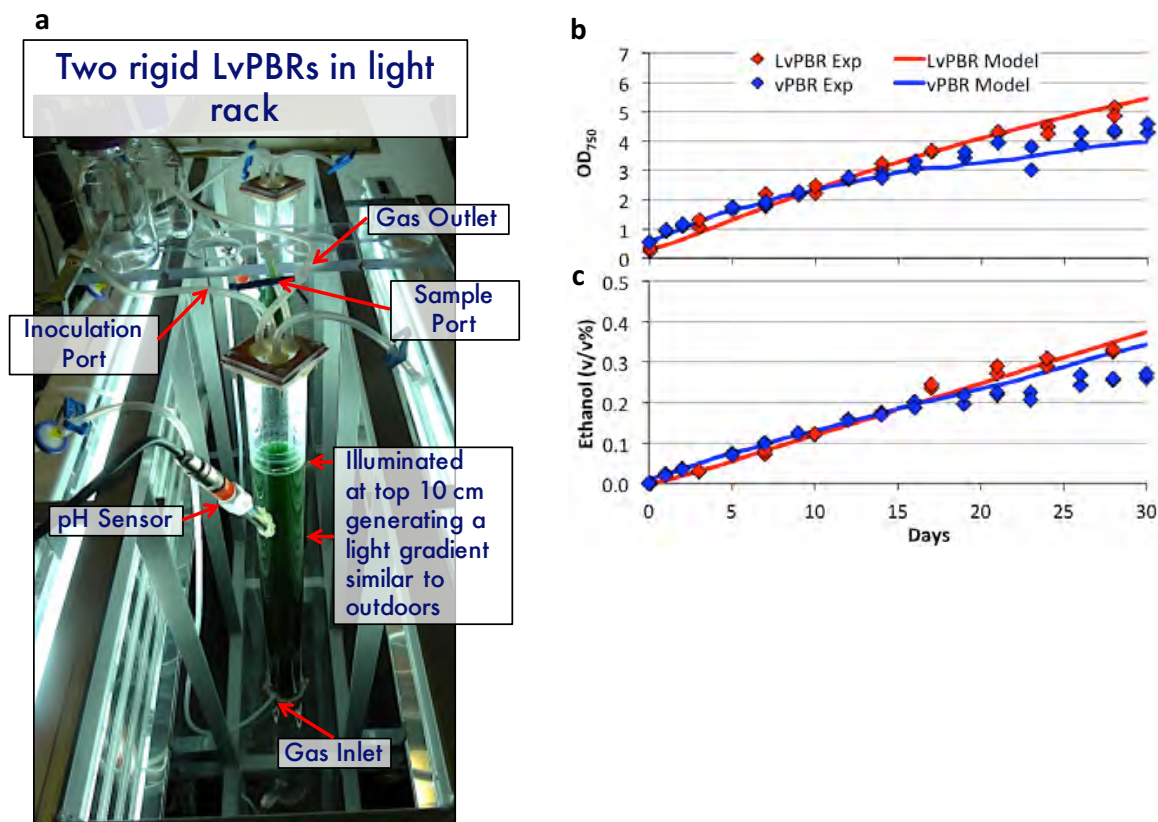 a
Two rigid LvPBRs in light
rack
Gas Outlet
Sample
Port
Inoculation
Port
Illuminated
at top 10 cm
generating a
light gradient
similar to
outdoors
pH Sensor
Gas Inlet
b
LvPBR Exp
LvPBR Model
vPBR Exp
vPBR Model
OD750
7
6
5
4
3
2
1
0
c
Ethanol (v/v%)
0.5
0.4
0.3
0.2
0.1
0.0
0 5 10 15 20 25 30
Days